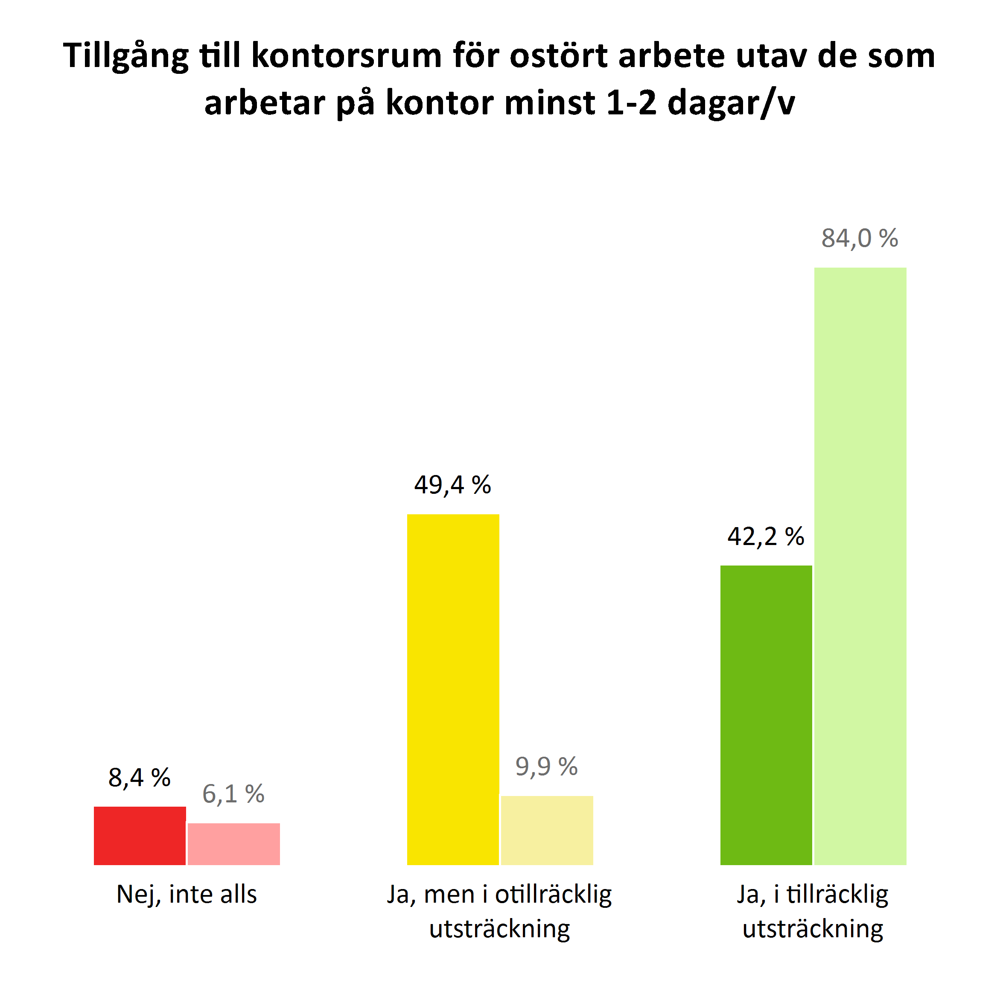 Tillgång till kontorsrum för ostört arbete utav de som
arbetar på kontor minst 1-2 dagar/v
84,0 %
49,4 %
42,2 %
9,9 %
8,4 %
6,1 %
Nej, inte alls
Ja, men i otillräcklig
utsträckning
Ja, i tillräcklig
utsträckning